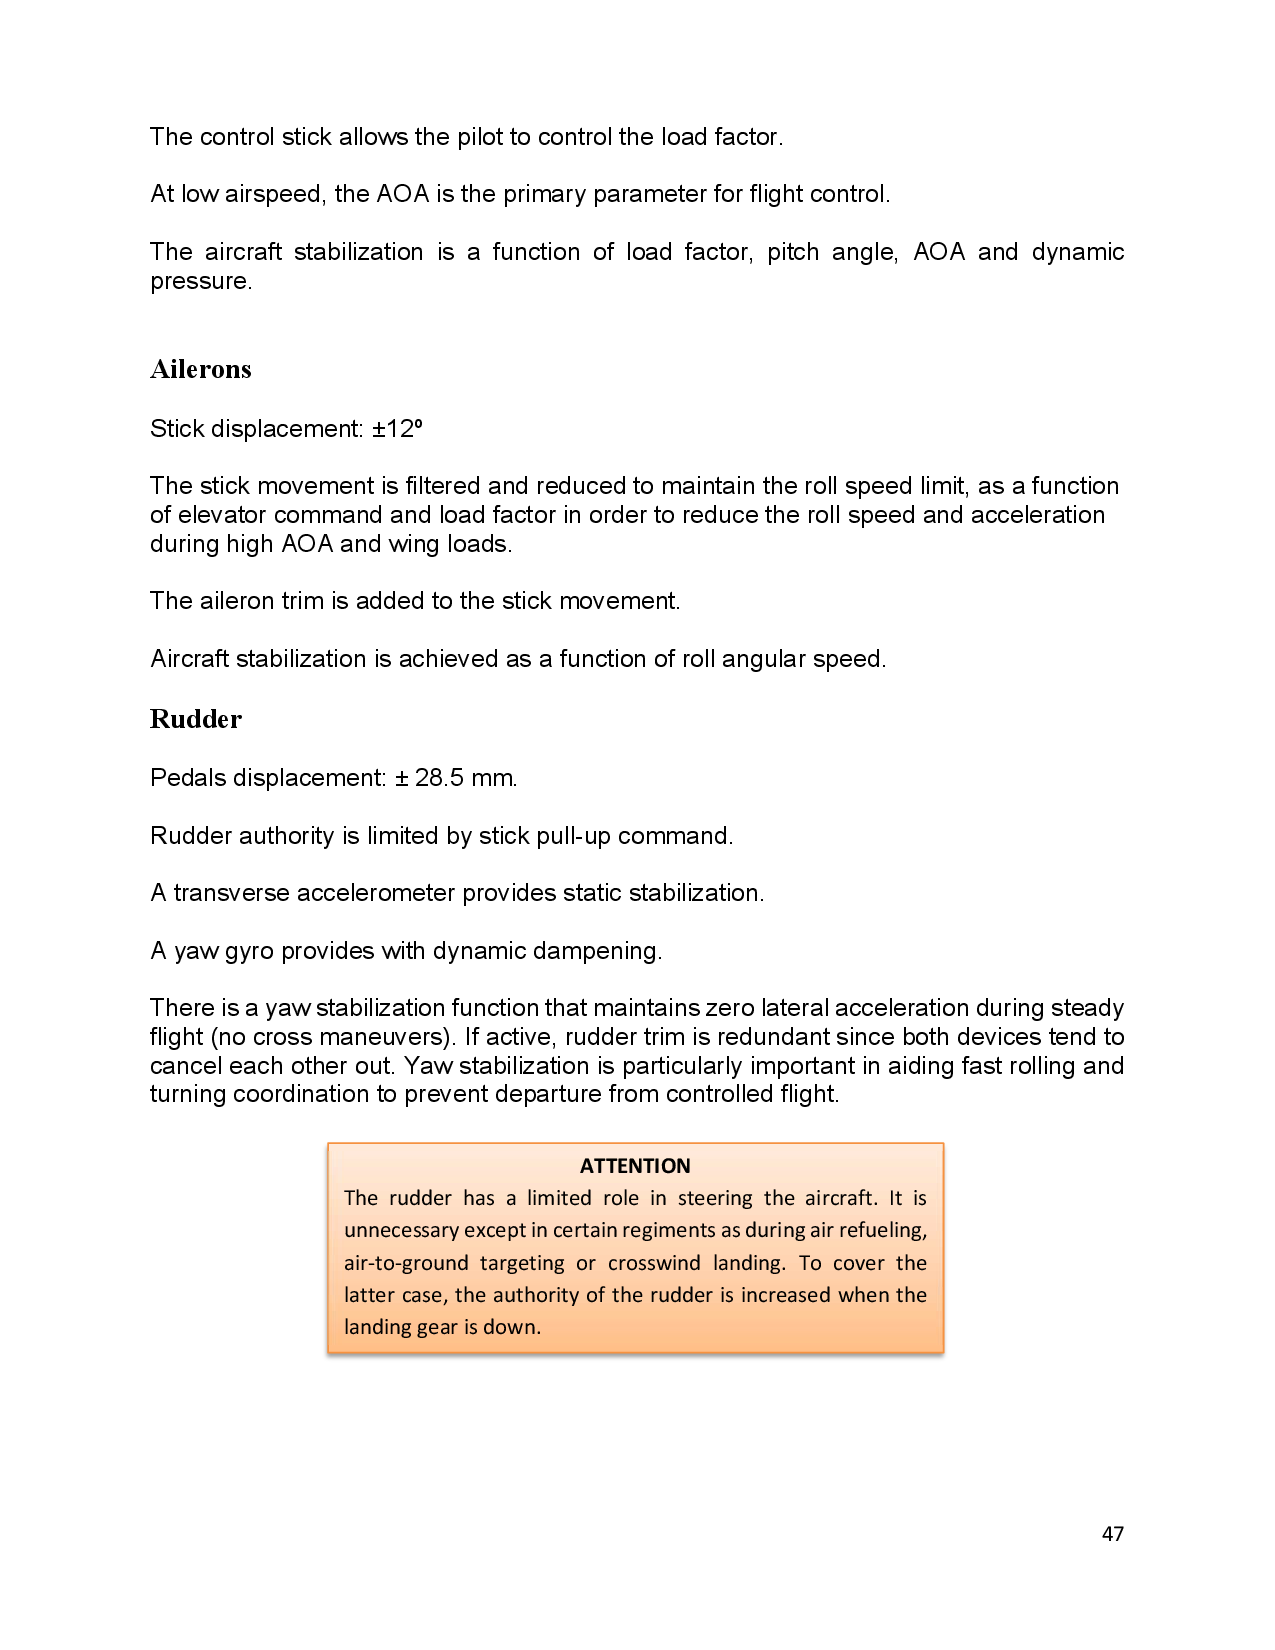 The control stick allows the pilot to control the load factor.
At low airspeed, the AOA is the primary parameter for flight control.
The aircraft stabilization is a function of load factor, pitch angle, AOA and dynamic
pressure.
Ailerons
Stick displacement: ±12º
The stick movement is filtered and reduced to maintain the roll speed limit, as a function
of elevator command and load factor in order to reduce the roll speed and acceleration
during high AOA and wing loads.
The aileron trim is added to the stick movement.
Aircraft stabilization is achieved as a function of roll angular speed.
Rudder
Pedals displacement: ± 28.5 mm.
Rudder authority is limited by stick pull-up command.
A transverse accelerometer provides static stabilization.
A yaw gyro provides with dynamic dampening.
There is a yaw stabilization function that maintains zero lateral acceleration during steady
flight (no cross maneuvers). If active, rudder trim is redundant since both devices tend to
cancel each other out. Yaw stabilization is particularly important in aiding fast rolling and
turning coordination to prevent departure from controlled flight.
ATTENTION
The rudder has a limited role in steering the aircraft. It is
unnecessary except in certain regiments as during air refueling,
air-to-ground targeting or crosswind landing. To cover the
latter case, the authority of the rudder is increased when the
landing gear is down.
47